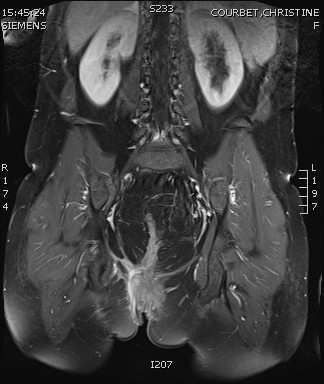 15:45:24
SIEMENS
S233
COURBET,CHRISTINE
F
R
1
7
4
L
1
9
7
I207